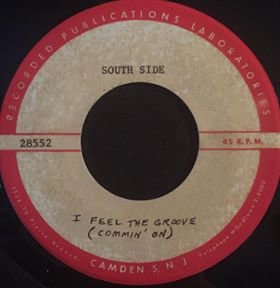 RECORDED PUBLICATIONS LABORATORIES
SOUTH SIDE
28552
45 R.P.M.
I FEEL THE GROOVE
(COMMIN' ON)
CAMDEN 5, N. J.